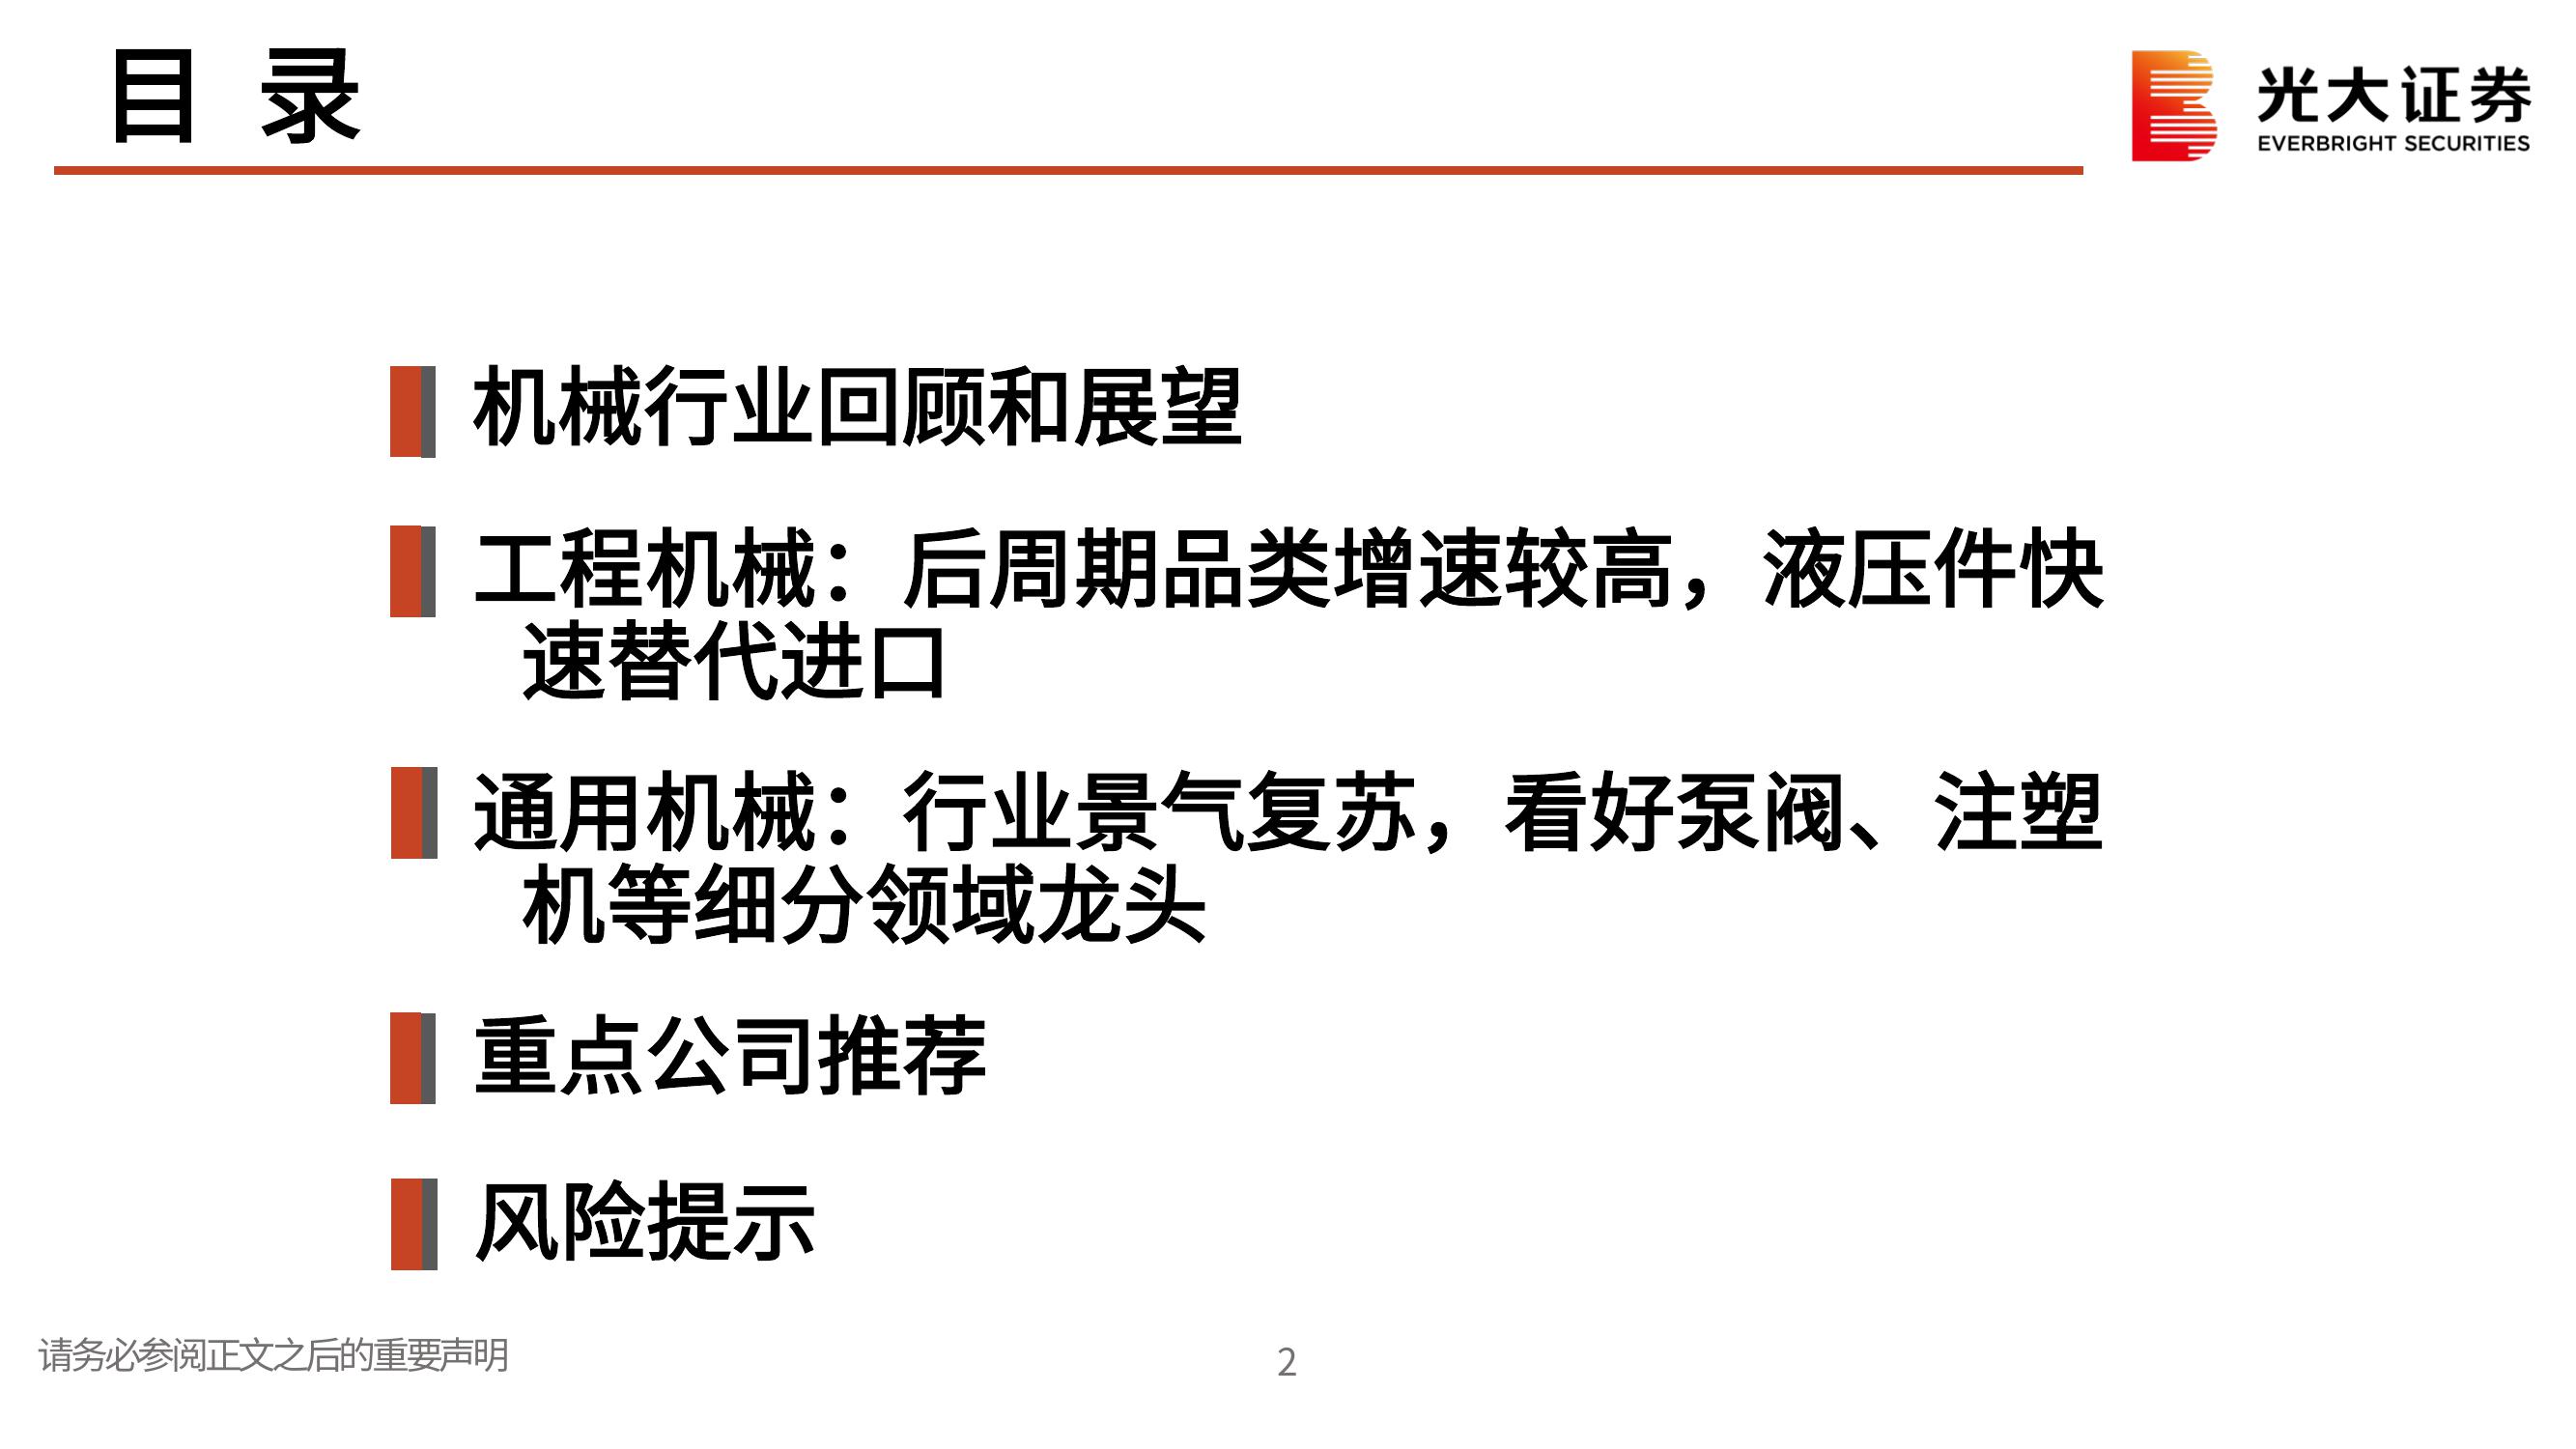 目 录
光大证券
EVERBRIGHT SECURITIES
机械行业回顾和展望
工程机械：后周期品类增速较高，液压件快
速替代进口
通用机械：行业景气复苏，看好泵阀、注塑
机等细分领域龙头
重点公司推荐
风险提示
请务必参阅正文之后的重要声明
2